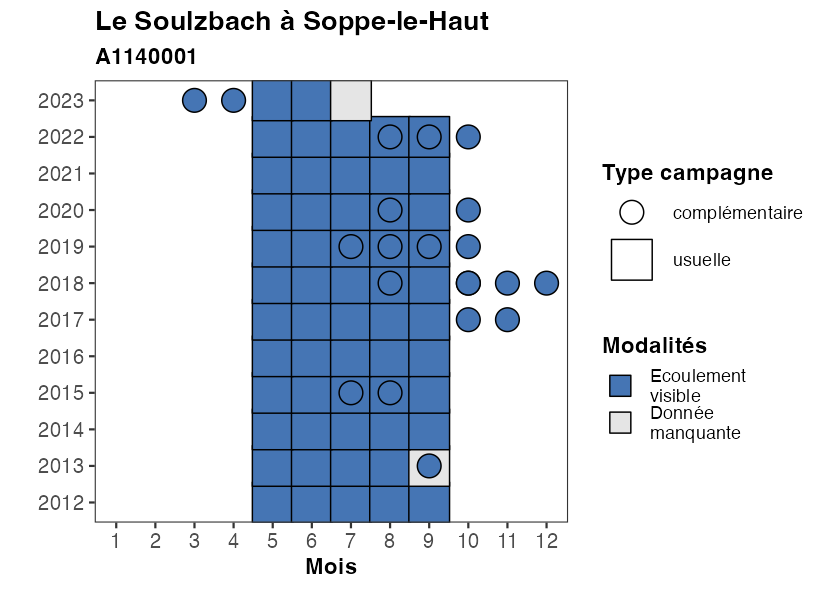 Le Soulzbach à Soppe-le-Haut
A1140001
2023
2022
2021
2020
2019
2018
2017
2016
2015
2014
2013
2012
1 2 3 4 5 6 7 8 9 10 11 12
Mois
Type campagne
complémentaire
usuelle
Modalités
Ecoulement
visible
Donnée
manquante